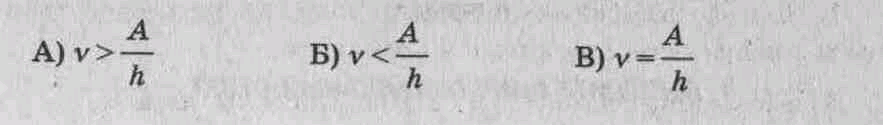 А) ν > A/h Б) ν < A/h В) ν = A/h